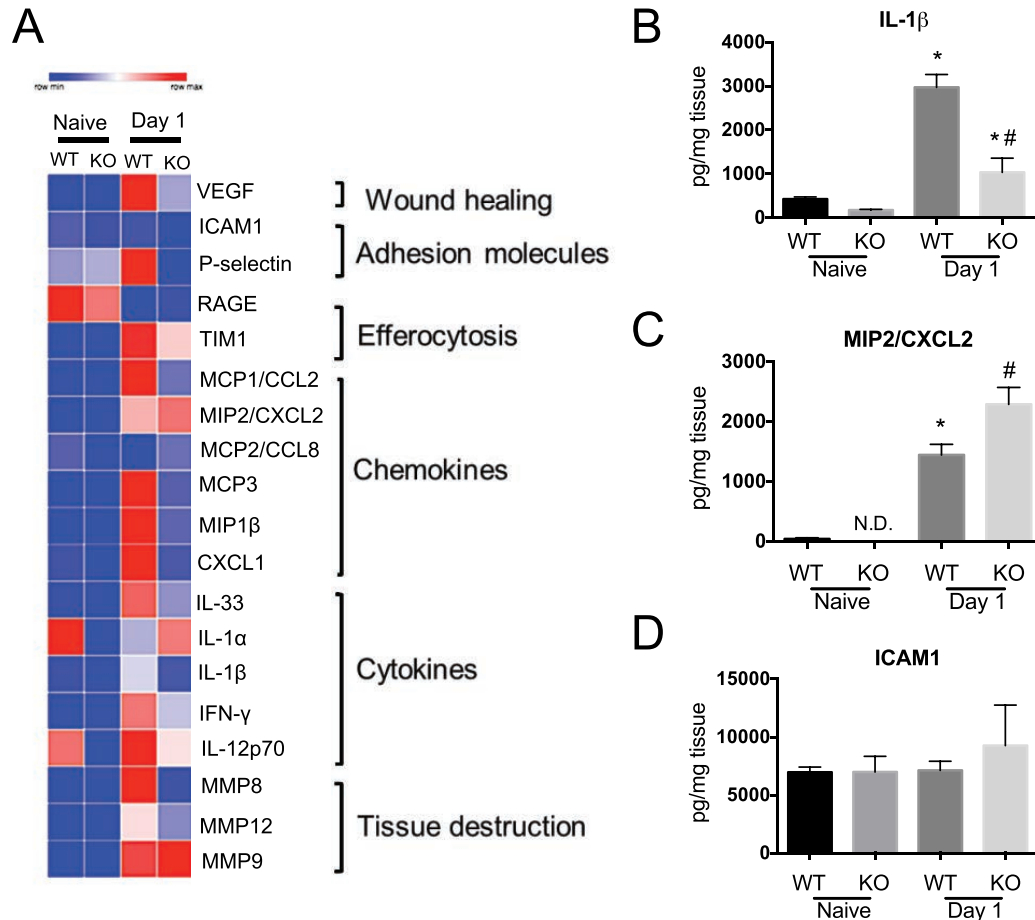 A
row min row max
Naive Day 1
WT KO WT KO
VEGF
ICAM1
P-selectin
RAGE
TIM1
MCP1/CCL2
MIP2/CXCL2
MCP2/CCL8
MCP3
MIP1β
CXCL1
IL-33
IL-1α
IL-1β
IFN-γ
IL-12p70
MMP8
MMP12
MMP9
Wound healing
Adhesion molecules
Efferocytosis
Chemokines
Cytokines
Tissue destruction
B
IL-1β
pg/mg tissue
4000
3000
2000
1000
0
*
* #
WT KO WT KO
Naive Day 1
C
MIP2/CXCL2
pg/mg tissue
3000
2000
1000
0
N.D.
*
#
WT KO WT KO
Naive Day 1
D
ICAM1
pg/mg tissue
15000
10000
5000
0
WT KO WT KO
Naive Day 1